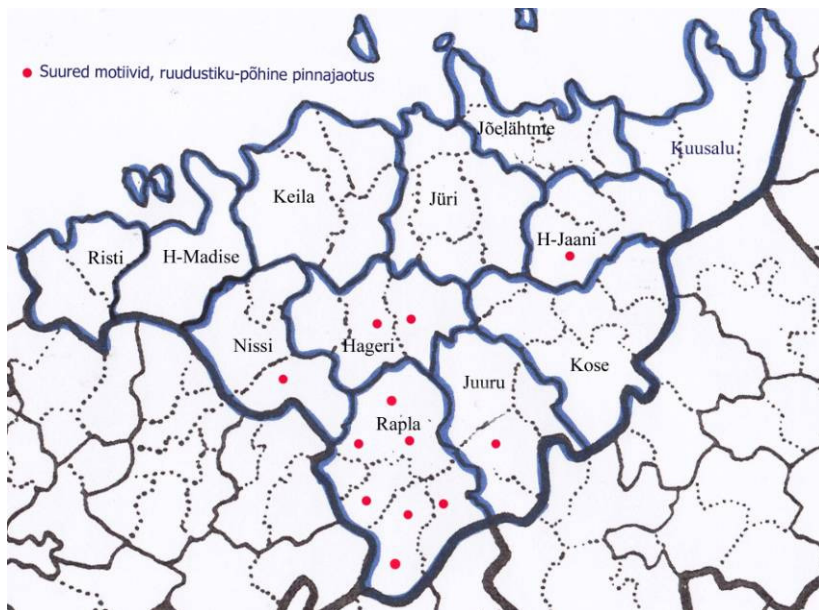 Suured motiivid, ruudustiku-põhine pinnajaotus
Jõelähtme
Kuusalu
Keila
Jüri
H-Jaani
Risti
H-Madise
Nissi
Hageri
Kose
Juuru
Rapla